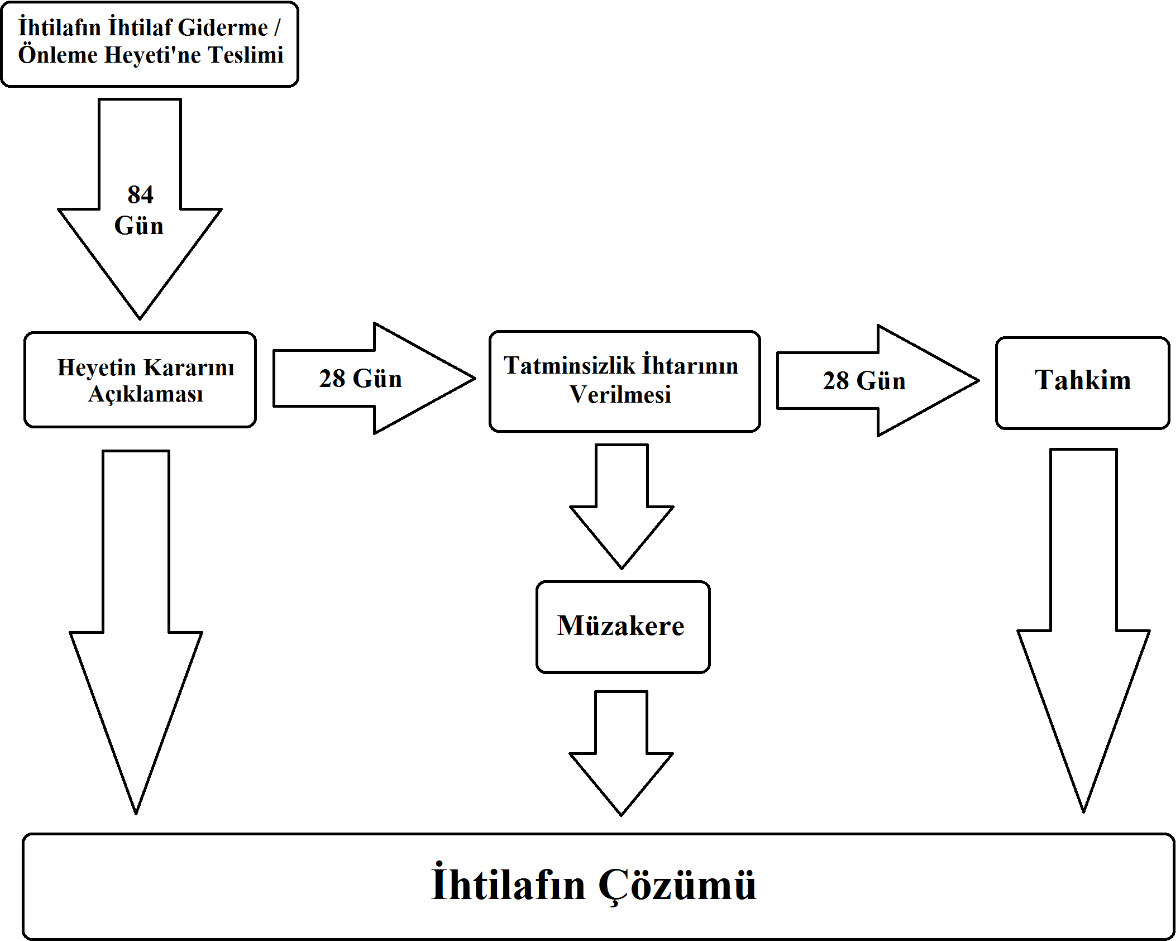 İhtilafın İhtilaf Giderme /
Önleme Heyeti'ne Teslimi
84
Gün
Heyetin Kararını
Açıklaması
28 Gün
Tatminsizlik İhtarının
Verilmesi
28 Gün
Tahkim
Müzakere
İhtilafın Çözümü